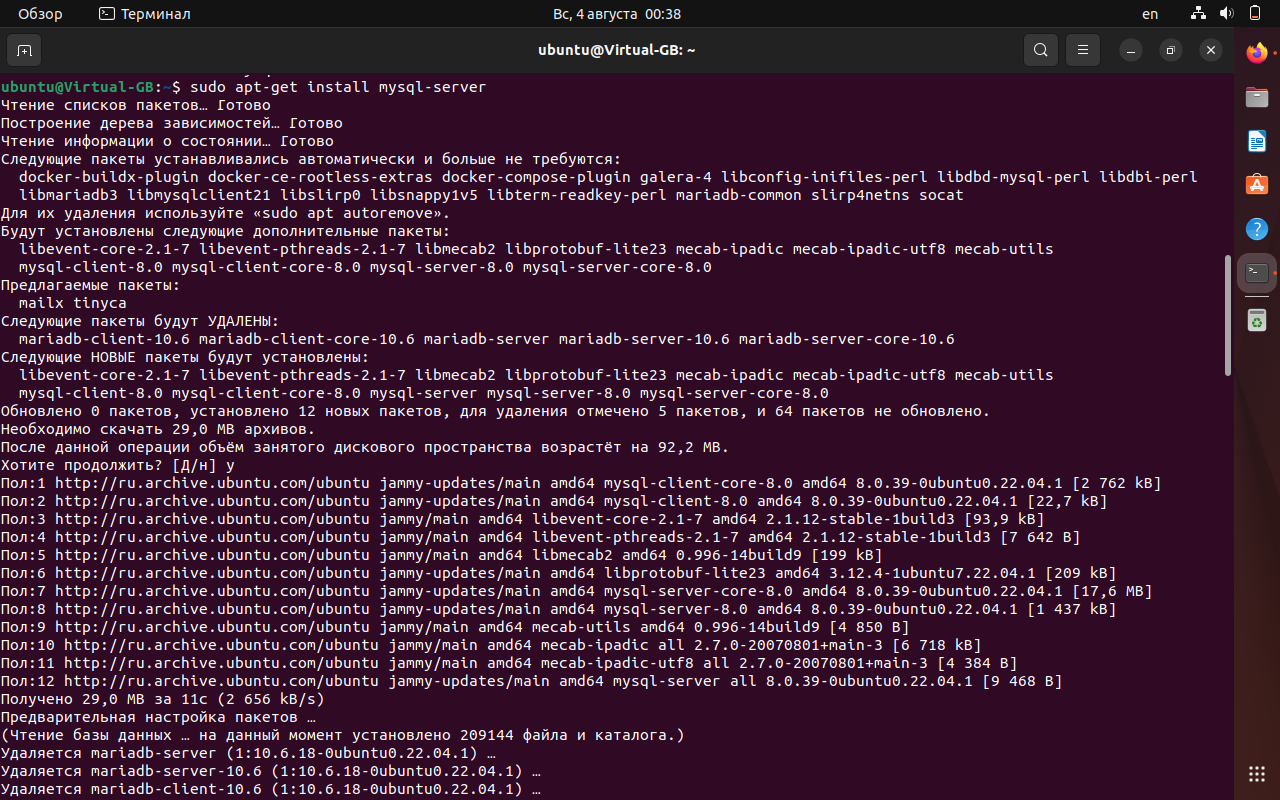 Обзор Терминал Вс, 4 августа 00:38 en
ubuntu@Virtual-GB: ~
ubuntu@Virtual-GB:~$ sudo apt-get install mysql-server
Чтение списков пакетов… Готово
Построение дерева зависимостей… Готово
Чтение информации о состоянии… Готово
Следующие пакеты устанавливались автоматически и больше не требуются:
  docker-buildx-plugin docker-ce-rootless-extras docker-compose-plugin galera-4 libconfig-inifiles-perl libdbd-mysql-perl libdbi-perl
  libmariadb3 libmysqlclient21 libslirp0 libsnappy1v5 libterm-readkey-perl mariadb-common slirp4netns socat
Для их удаления используйте «sudo apt autoremove».
Будут установлены следующие дополнительные пакеты:
  libevent-core-2.1-7 libevent-pthreads-2.1-7 libmecab2 libprotobuf-lite23 mecab-ipadic mecab-ipadic-utf8 mecab-utils
  mysql-client-8.0 mysql-client-core-8.0 mysql-server-8.0 mysql-server-core-8.0
Предлагаемые пакеты:
  mailx tinyca
Следующие пакеты будут УДАЛЕНЫ:
  mariadb-client-10.6 mariadb-client-core-10.6 mariadb-server mariadb-server-10.6 mariadb-server-core-10.6
Следующие НОВЫЕ пакеты будут установлены:
  libevent-core-2.1-7 libevent-pthreads-2.1-7 libmecab2 libprotobuf-lite23 mecab-ipadic mecab-ipadic-utf8 mecab-utils
  mysql-client-8.0 mysql-client-core-8.0 mysql-server mysql-server-8.0 mysql-server-core-8.0
Обновлено 0 пакетов, установлено 12 новых пакетов, для удаления отмечено 5 пакетов, и 64 пакетов не обновлено.
Необходимо скачать 29,0 MB архивов.
После данной операции объём занятого дискового пространства возрастёт на 92,2 MB.
Хотите продолжить? [Д/н] y
Пол:1 http://ru.archive.ubuntu.com/ubuntu jammy-updates/main amd64 mysql-client-core-8.0 amd64 8.0.39-0ubuntu0.22.04.1 [2 762 kB]
Пол:2 http://ru.archive.ubuntu.com/ubuntu jammy-updates/main amd64 mysql-client-8.0 amd64 8.0.39-0ubuntu0.22.04.1 [22,7 kB]
Пол:3 http://ru.archive.ubuntu.com/ubuntu jammy/main amd64 libevent-core-2.1-7 amd64 2.1.12-stable-1build3 [93,9 kB]
Пол:4 http://ru.archive.ubuntu.com/ubuntu jammy/main amd64 libevent-pthreads-2.1-7 amd64 2.1.12-stable-1build3 [7 642 B]
Пол:5 http://ru.archive.ubuntu.com/ubuntu jammy/main amd64 libmecab2 amd64 0.996-14build9 [199 kB]
Пол:6 http://ru.archive.ubuntu.com/ubuntu jammy-updates/main amd64 libprotobuf-lite23 amd64 3.12.4-1ubuntu7.22.04.1 [209 kB]
Пол:7 http://ru.archive.ubuntu.com/ubuntu jammy-updates/main amd64 mysql-server-core-8.0 amd64 8.0.39-0ubuntu0.22.04.1 [17,6 MB]
Пол:8 http://ru.archive.ubuntu.com/ubuntu jammy-updates/main amd64 mysql-server-8.0 amd64 8.0.39-0ubuntu0.22.04.1 [1 437 kB]
Пол:9 http://ru.archive.ubuntu.com/ubuntu jammy/main amd64 mecab-utils amd64 0.996-14build9 [4 850 B]
Пол:10 http://ru.archive.ubuntu.com/ubuntu jammy/main amd64 mecab-ipadic all 2.7.0-20070801+main-3 [6 718 kB]
Пол:11 http://ru.archive.ubuntu.com/ubuntu jammy/main amd64 mecab-ipadic-utf8 all 2.7.0-20070801+main-3 [4 384 B]
Пол:12 http://ru.archive.ubuntu.com/ubuntu jammy-updates/main amd64 mysql-server all 8.0.39-0ubuntu0.22.04.1 [9 468 B]
Получено 29,0 MB за 11с (2 656 kB/s)
Предварительная настройка пакетов …
(Чтение базы данных … на данный момент установлено 209144 файла и каталога.)
Удаляется mariadb-server (1:10.6.18-0ubuntu0.22.04.1) …
Удаляется mariadb-server-10.6 (1:10.6.18-0ubuntu0.22.04.1) …
Удаляется mariadb-client-10.6 (1:10.6.18-0ubuntu0.22.04.1) …